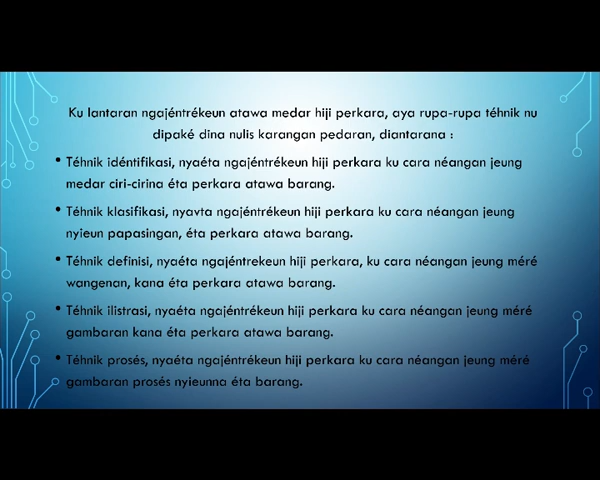 Ku lantaran ngajéntrékeun atawa medar hiji perkara, aya rupa-rupa téhnik nu
dipaké dina nulis karangan pedaran, diantarana :
• Téhnik idéntifikasi, nyaéta ngajéntrékeun hiji perkara ku cara néangan jeung
medar ciri-cirina éta perkara atawa barang.
• Téhnik klasifikasi, nyavta ngajéntrékeun hiji perkara ku cara néangan jeung
nyieun papasingan, éta perkara atawa barang.
• Téhnik definisi, nyaéta ngajéntrekeun hiji perkara, ku cara néangan jeung méré
wangenan, kana éta perkara atawa barang.
• Téhnik ilistrasi, nyaéta ngajéntrékeun hiji perkara ku cara néangan jeung méré
gambaran kana éta perkara atawa barang.
• Téhnik prosés, nyaéta ngajéntrékeun hiji perkara ku cara néangan jeung méré
gambaran prosés nyieunna éta barang.